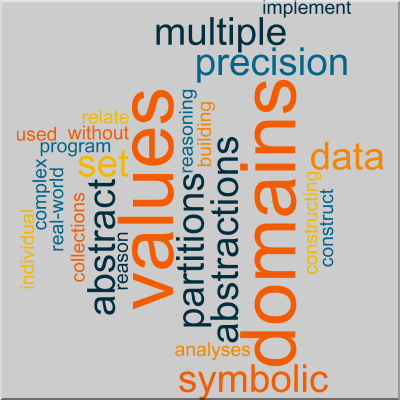 implement
multiple
precision
relate
used
without
program
set
reasoning
building
values
domains
data
complex
real-world
individual
collections
abstract
reason
partitions
abstractions
constructing
construct
analyses
symbolic